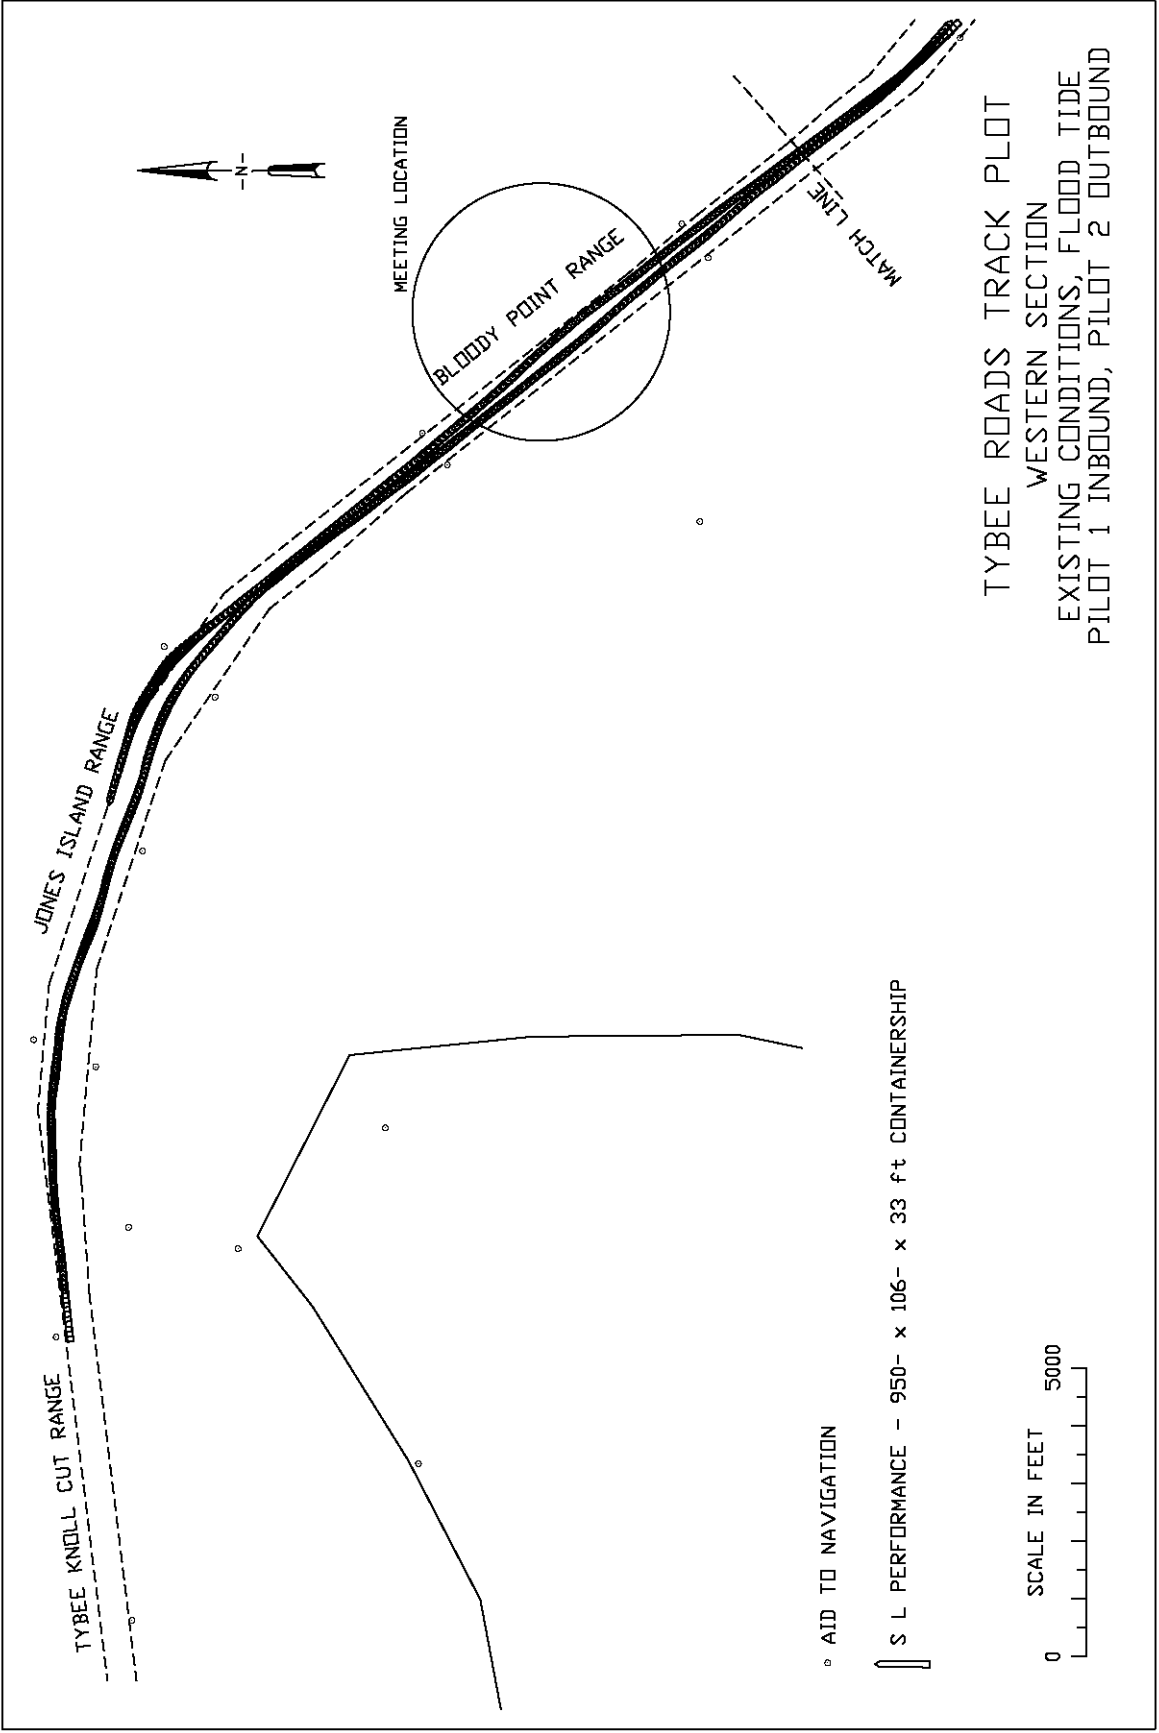 TYBEE KNOLL CUT RANGE
JONES ISLAND RANGE
BLOODY POINT RANGE
MEETING LOCATION
-N-
MATCH LINE
TYBEE ROADS TRACK PLOT
WESTERN SECTION
EXISTING CONDITIONS, FLOOD TIDE
PILOT 1 INBOUND, PILOT 2 OUTBOUND
AID TO NAVIGATION
S L PERFORMANCE - 950- x 106- x 33 ft CONTAINERSHIP
SCALE IN FEET
0 5000